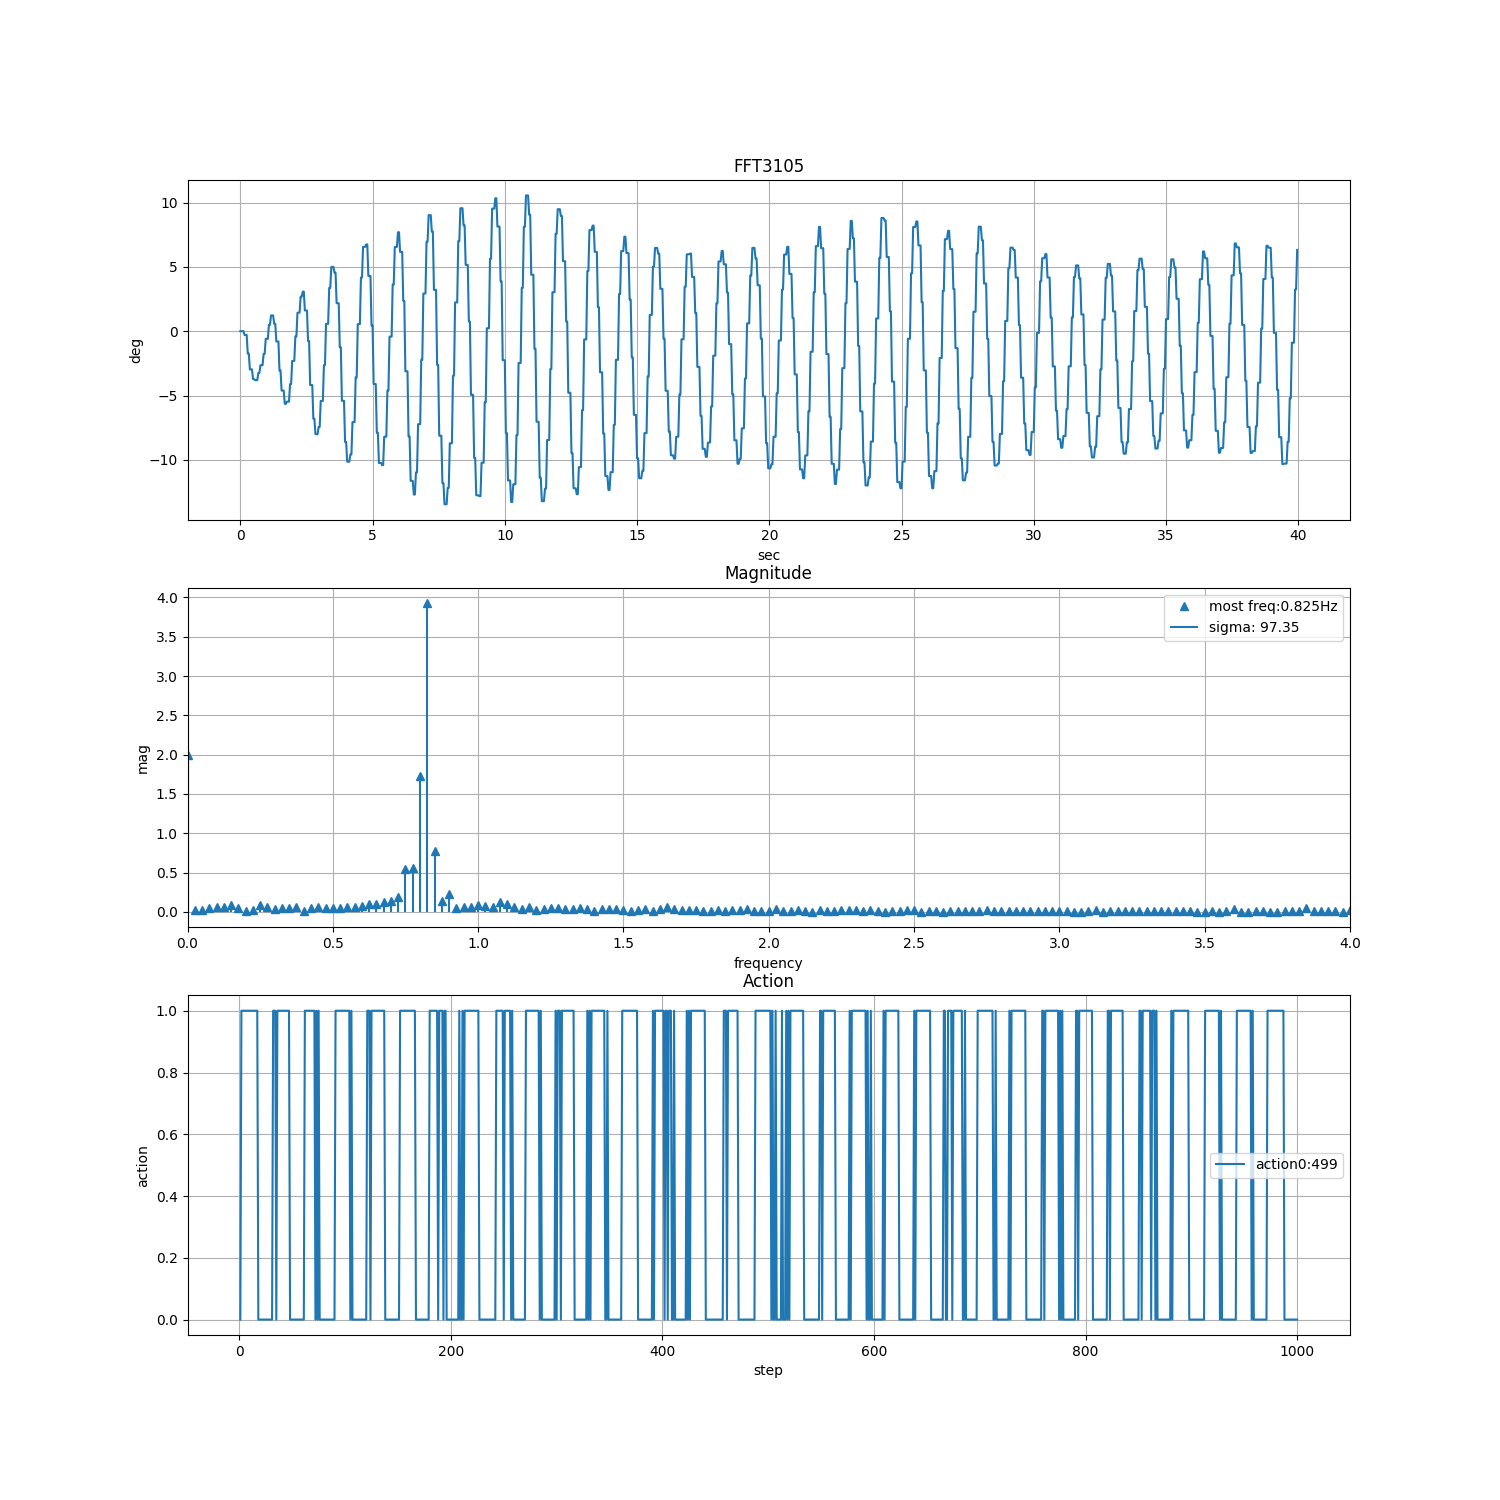 FFT3105
10
5
0
−5
−10
deg
0 5 10 15 20 25 30 35 40
sec
Magnitude
4.0
3.5
3.0
2.5
2.0
1.5
1.0
0.5
0.0
mag
most freq:0.825Hz
sigma: 97.35
0.0 0.5 1.0 1.5 2.0 2.5 3.0 3.5 4.0
frequency
Action
1.0
0.8
0.6
0.4
0.2
0.0
action
action0:499
0 200 400 600 800 1000
step